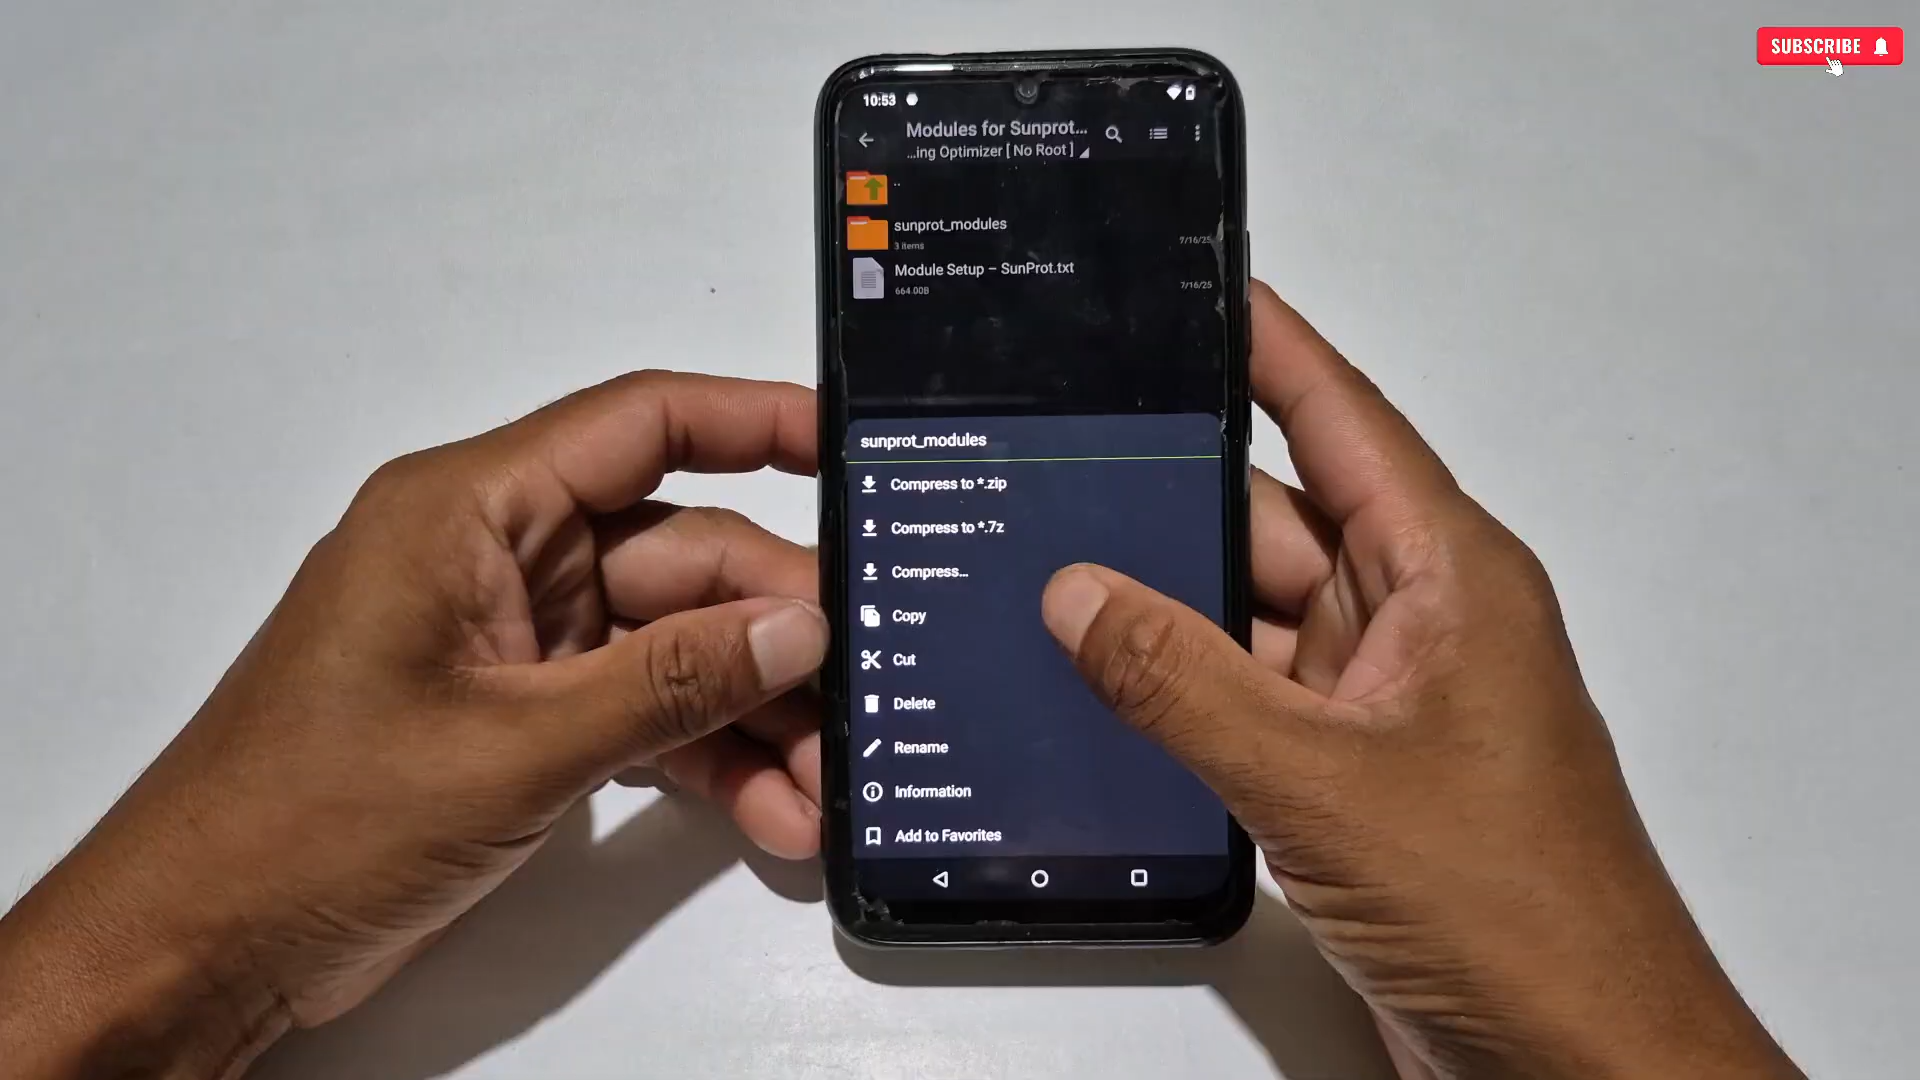 SUBSCRIBE
10:53
Modules for Sunprot...
...ing Optimizer [ No Root ]
..
sunprot_modules
3 items
7/16/25
Module Setup – SunProt.txt
664.00B
7/16/25
sunprot_modules
Compress to *.zip
Compress to *.7z
Compress...
Copy
Cut
Delete
Rename
Information
Add to Favorites